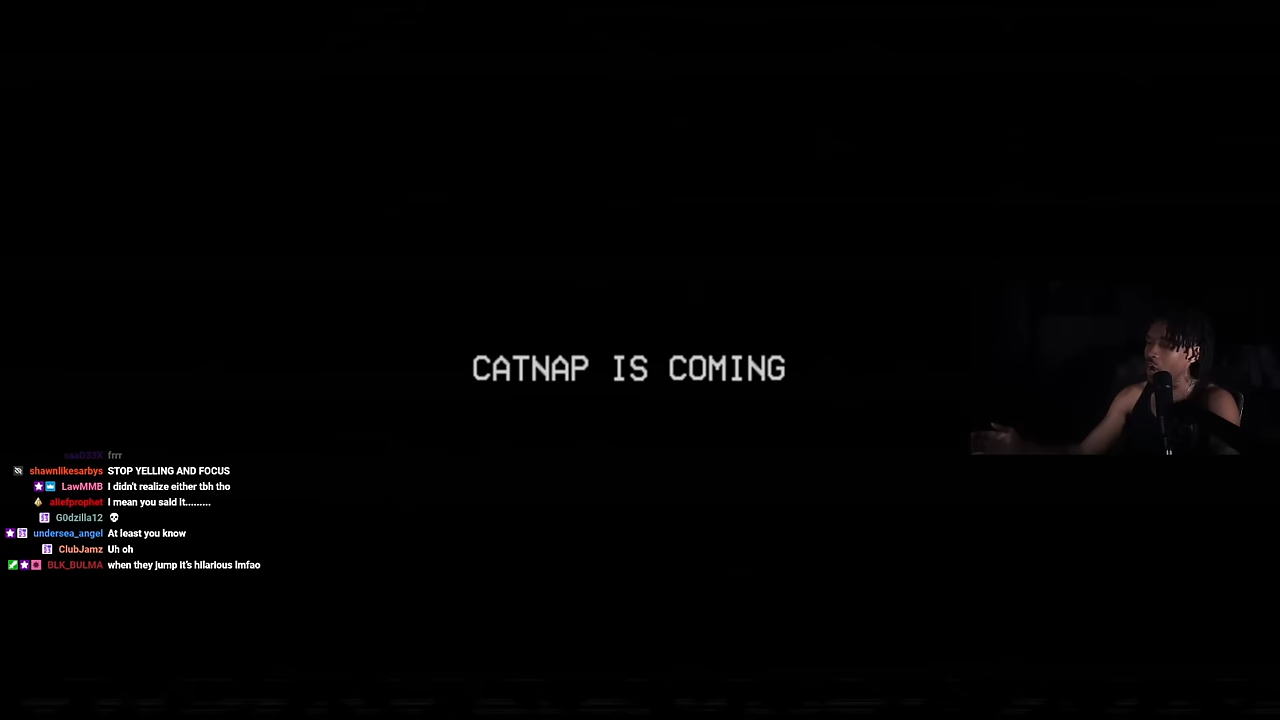 CATNAP IS COMING
frrr
shawnlikesarbys STOP YELLING AND FOCUS
LawMMB I didn't realize either tbh tho
aliefprophet I mean you said it.........
G0dzilla12 💀
undersea_angel At least you know
ClubJamz Uh oh
BLK_BULMA when they jump it's hilarious lmfao